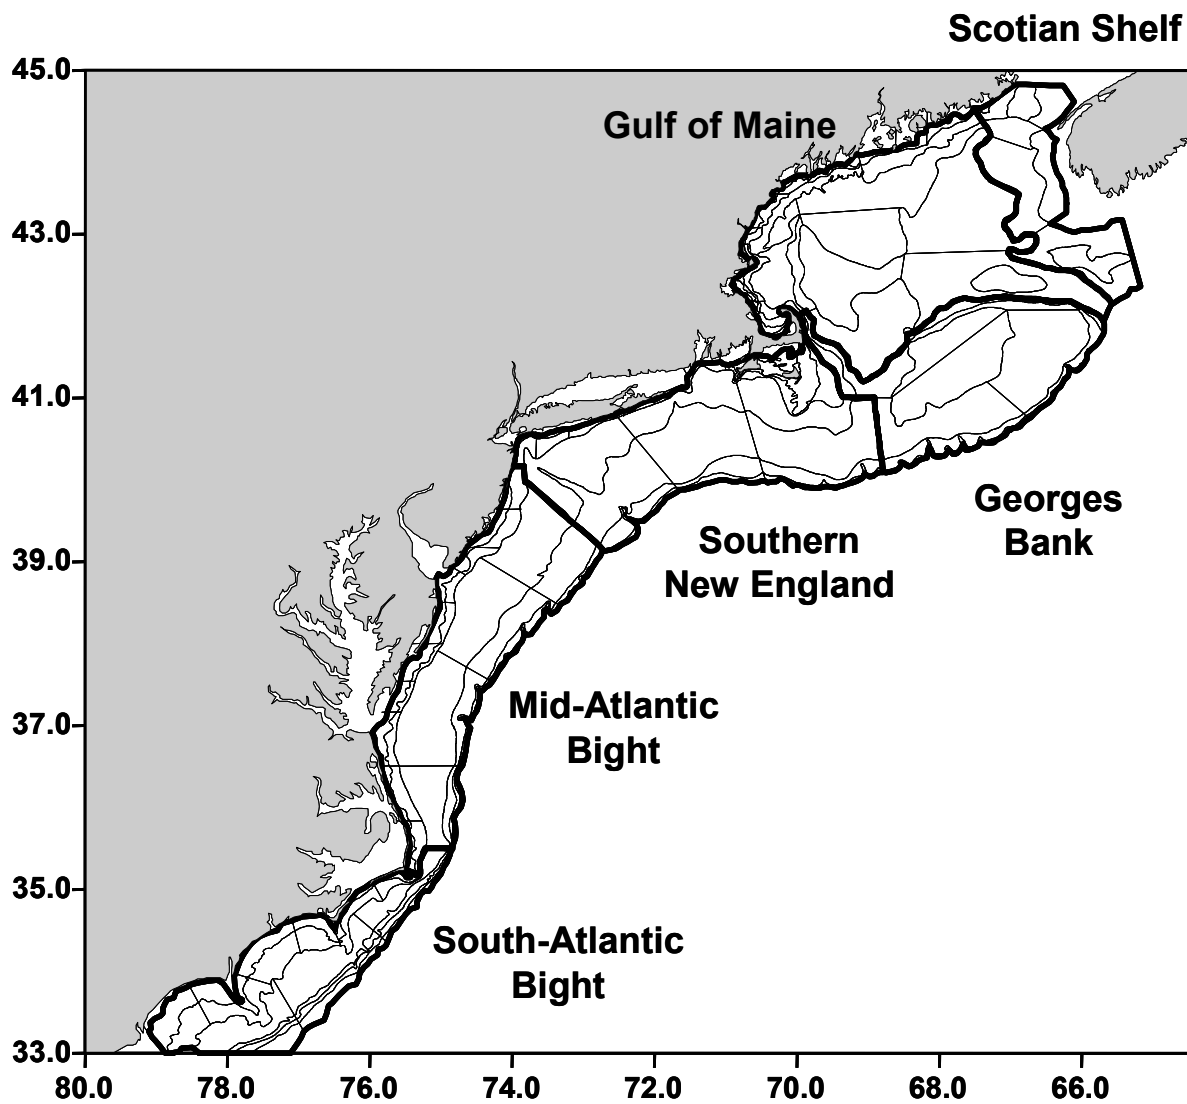 Scotian Shelf
45.0
Gulf of Maine
43.0
41.0
Georges
Bank
Southern
New England
39.0
Mid-Atlantic
Bight
37.0
35.0
South-Atlantic
Bight
33.0
80.0 78.0 76.0 74.0 72.0 70.0 68.0 66.0